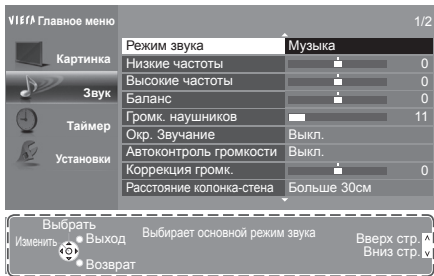 VIErA Главное меню
1/2
Картинка
Звук
Таймер
Установки
Режим звука Музыка
Низкие частоты 0
Высокие частоты 0
Баланс 0
Громк. наушников 11
Окр. Звучание Выкл.
Автоконтроль громкости Выкл.
Коррекция громк. 0
Расстояние колонка-стена Больше 30см
Выбрать
Изменить
Выход
Возврат
Выбирает основной режим звука
Вверх стр.
Вниз стр.